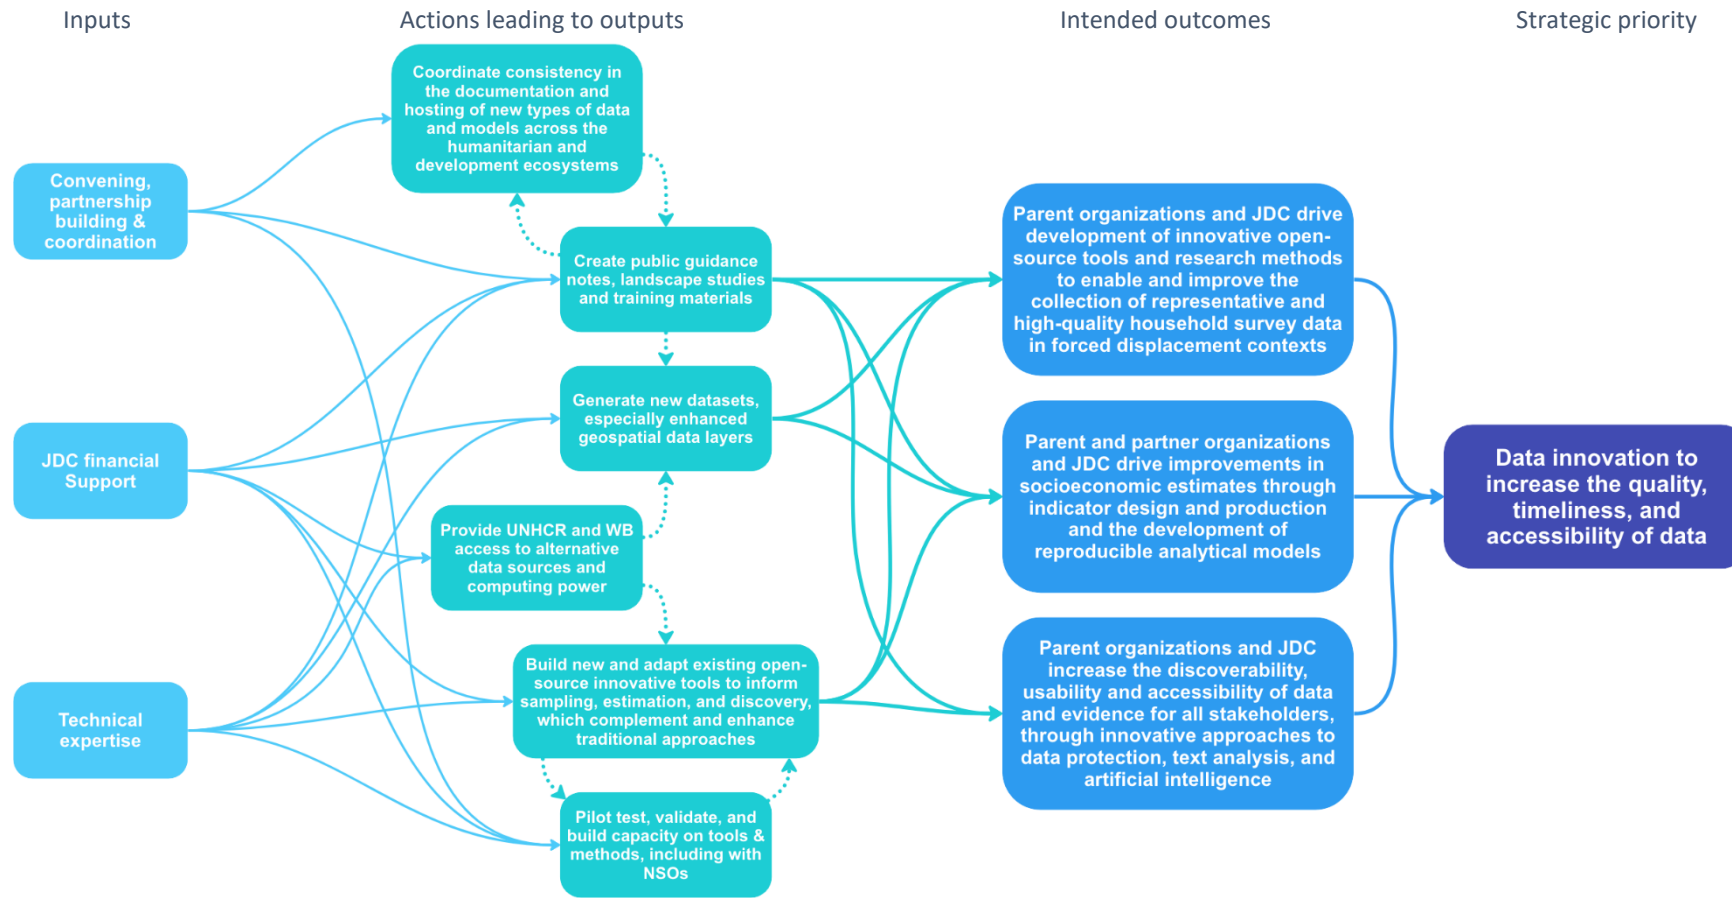 Inputs
Actions leading to outputs
Intended outcomes
Strategic priority
Convening,
partnership
building &
coordination
JDC financial
Support
Technical
expertise
Coordinate consistency in
the documentation and
hosting of new types of data
and models across the
humanitarian and
development ecosystems
Create public guidance
notes, landscape studies
and training materials
Generate new datasets,
especially enhanced
geospatial data layers
Provide UNHCR and WB
access to alternative
data sources and
computing power
Build new and adapt existing open-
source innovative tools to inform
sampling, estimation, and discovery,
which complement and enhance
traditional approaches
Pilot test, validate, and
build capacity on tools &
methods, including with
NSOs
Parent organizations and JDC drive
development of innovative open-
source tools and research methods
to enable and improve the
collection of representative and
high-quality household survey data
in forced displacement contexts
Parent and partner organizations
and JDC drive improvements in
socioeconomic estimates through
indicator design and production
and the development of
reproducible analytical models
Parent organizations and JDC
increase the discoverability,
usability and accessibility of data
and evidence for all stakeholders,
through innovative approaches to
data protection, text analysis, and
artificial intelligence
Data innovation to
increase the quality,
timeliness, and
accessibility of data